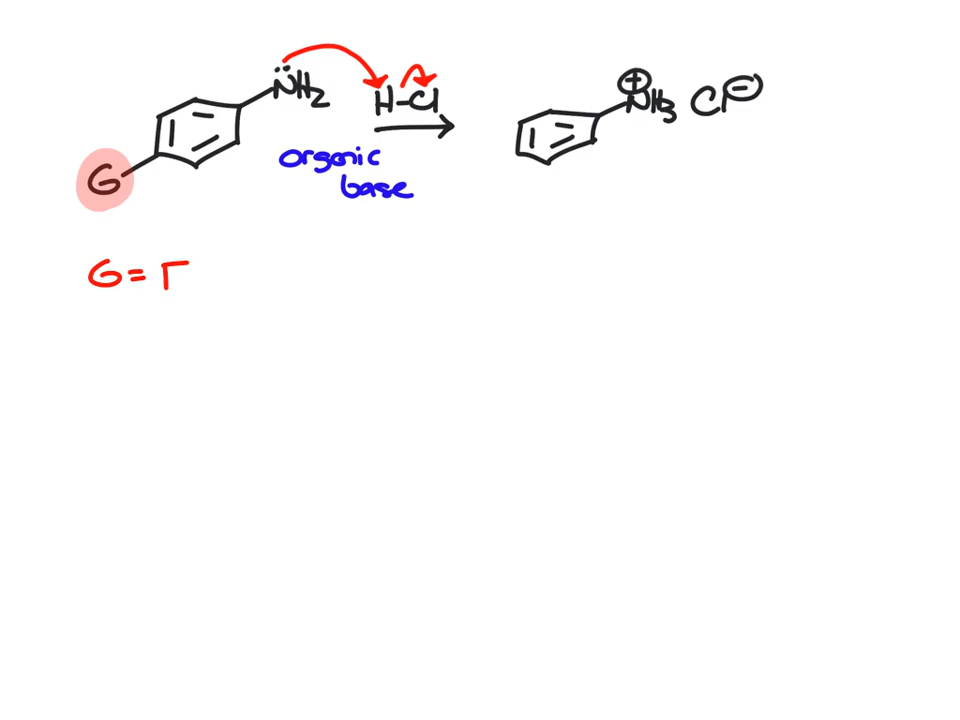 NH₂
H-Cl
organic
base
G
⊕
NH₃ Cl⊖
G =